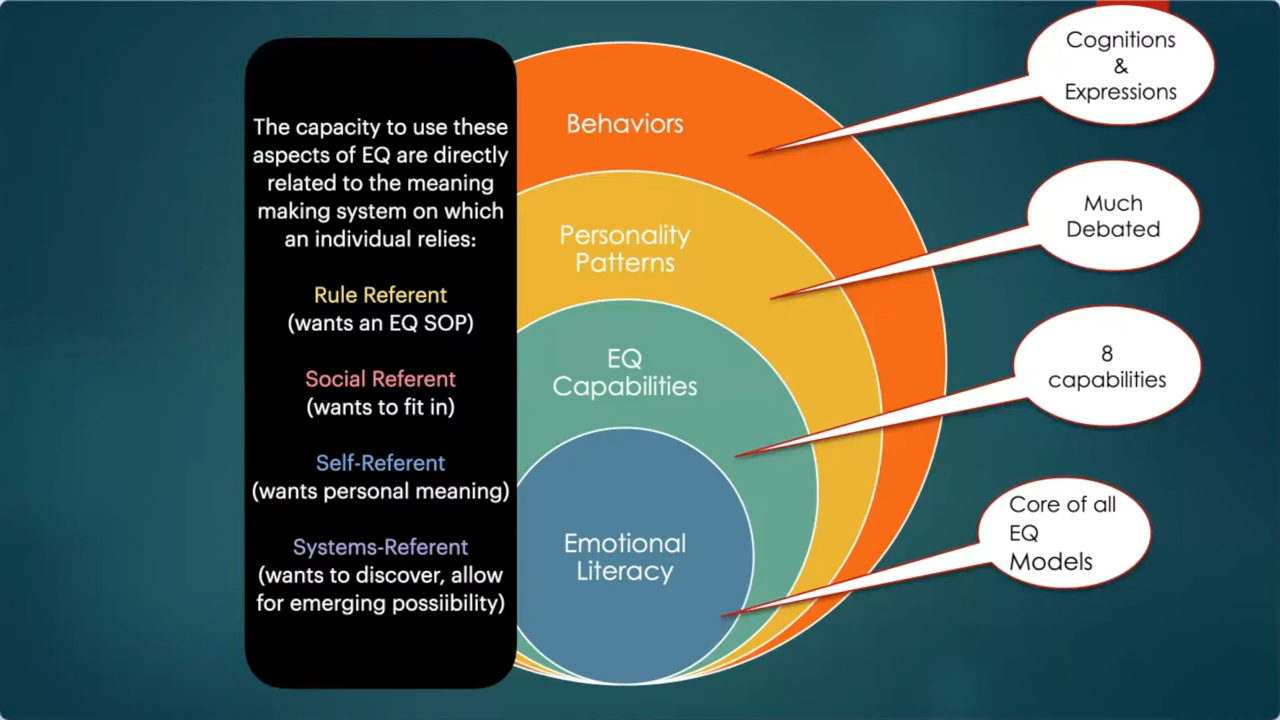 The capacity to use these
aspects of EQ are directly
related to the meaning
making system on which
an individual relies:
Rule Referent
(wants an EQ SOP)
Social Referent
(wants to fit in)
Self-Referent
(wants personal meaning)
Systems-Referent
(wants to discover, allow
for emerging possiibility)
Behaviors
Personality
Patterns
EQ
Capabilities
Emotional
Literacy
Cognitions
&
Expressions
Much
Debated
8
capabilities
Core of all
EQ
Models